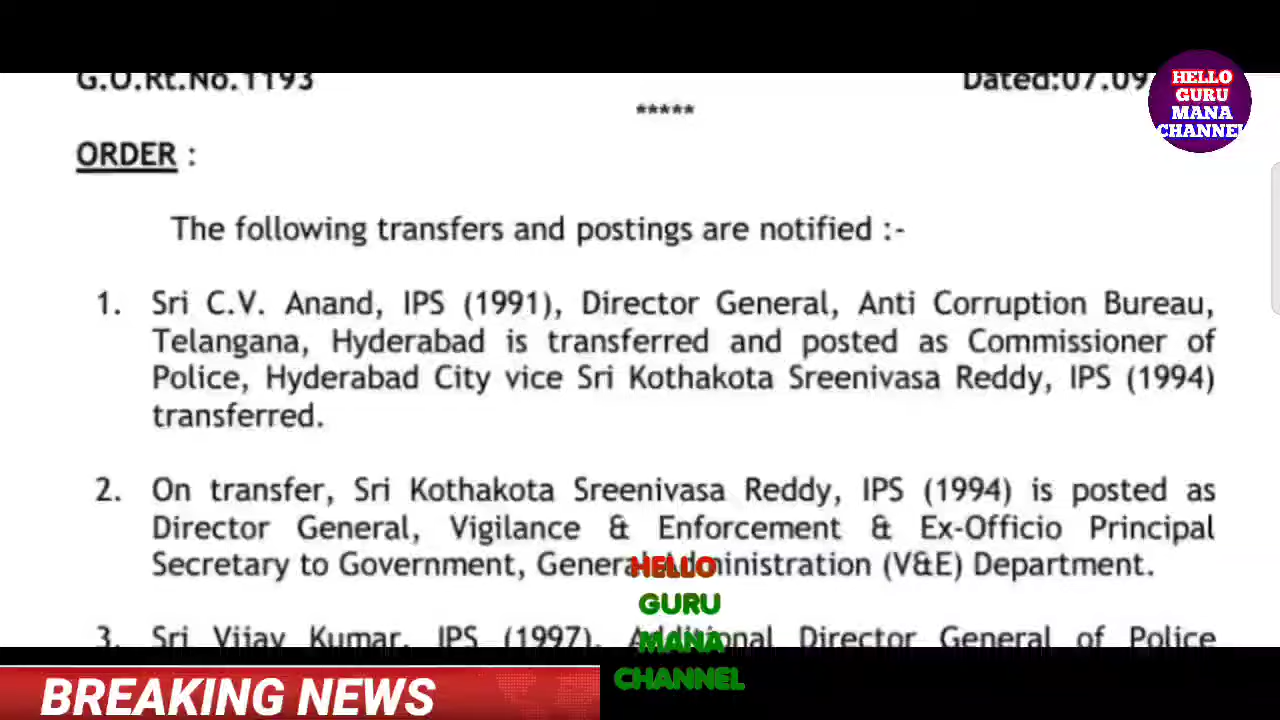 G.O.Rt.No.1193 Dated:07.09
*****
HELLO
GURU
MANA
CHANNEL
ORDER :
The following transfers and postings are notified :-
1. Sri C.V. Anand, IPS (1991), Director General, Anti Corruption Bureau,
Telangana, Hyderabad is transferred and posted as Commissioner of
Police, Hyderabad City vice Sri Kothakota Sreenivasa Reddy, IPS (1994)
transferred.
2. On transfer, Sri Kothakota Sreenivasa Reddy, IPS (1994) is posted as
Director General, Vigilance & Enforcement & Ex-Officio Principal
Secretary to Government, General Administration (V&E) Department.
3. Sri Vijay Kumar, IPS (1997), Additional Director General of Police
HELLO
GURU
MANA
CHANNEL
BREAKING NEWS